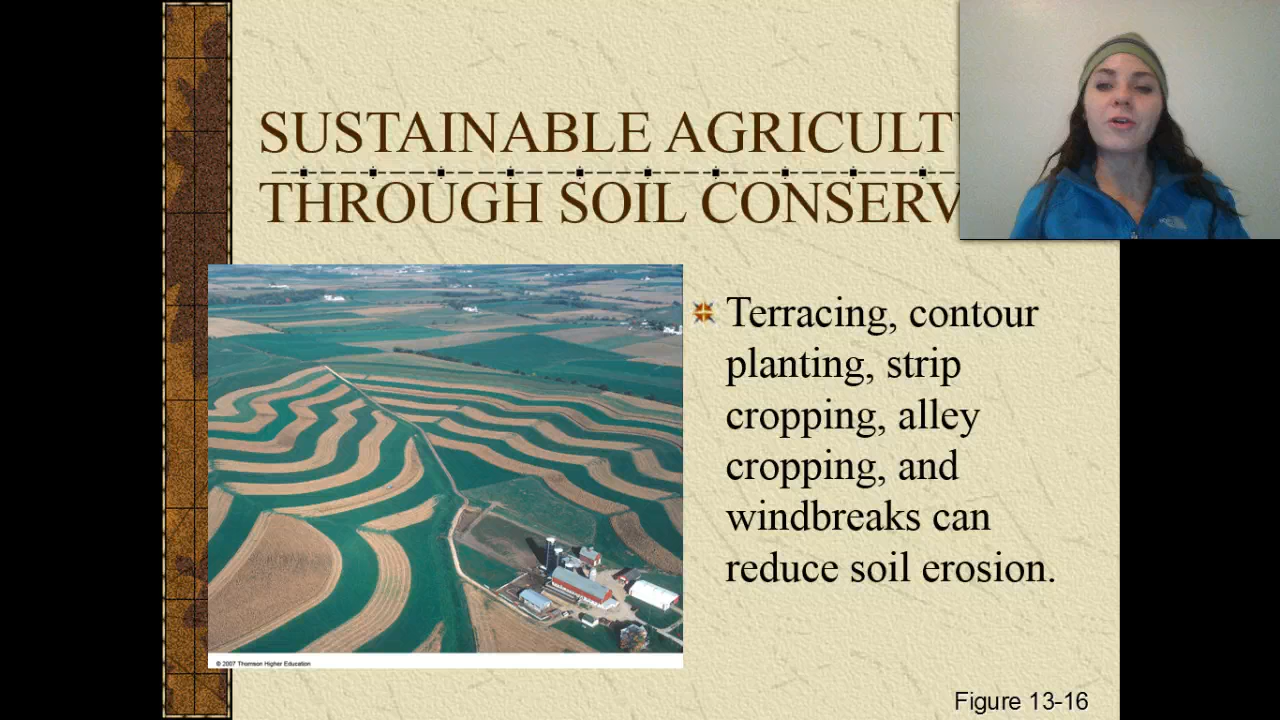 SUSTAINABLE AGRICULT
THROUGH SOIL CONSERV
Terracing, contour
planting, strip
cropping, alley
cropping, and
windbreaks can
reduce soil erosion.
© 2007 Thomson Higher Education
Figure 13-16